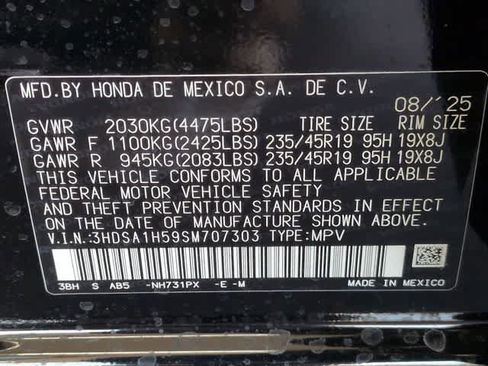 MFD.BY HONDA DE MEXICO S.A. DE C.V.
08/'25
GVWR 2030KG(4475LBS) TIRE SIZE RIM SIZE
GAWR F 1100KG(2425LBS) 235/45R19 95H 19X8J
GAWR R 945KG(2083LBS) 235/45R19 95H 19X8J
THIS VEHICLE CONFORMS TO ALL APPLICABLE
FEDERAL MOTOR VEHICLE SAFETY
AND THEFT PREVENTION STANDARDS IN EFFECT
ON THE DATE OF MANUFACTURE SHOWN ABOVE.
V.I.N:3HDSA1H59SM707303 TYPE:MPV
3BH S AB5 -NH731PX -E -M MADE IN MEXICO